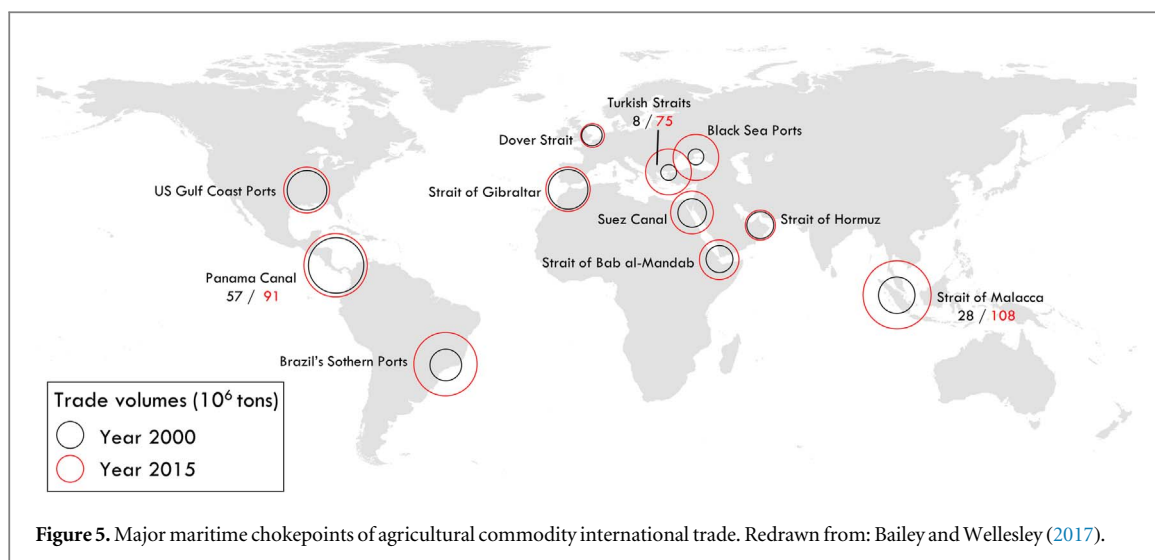 Turkish Straits
8 / 75
Black Sea Ports
Dover Strait
US Gulf Coast Ports
Strait of Gibraltar
Suez Canal
Strait of Hormuz
Strait of Bab al-Mandab
Panama Canal
57 / 91
Strait of Malacca
28 / 108
Brazil's Sothern Ports
Trade volumes (10⁶ tons)
Year 2000
Year 2015
Figure 5. Major maritime chokepoints of agricultural commodity international trade. Redrawn from: Bailey and Wellesley (2017).